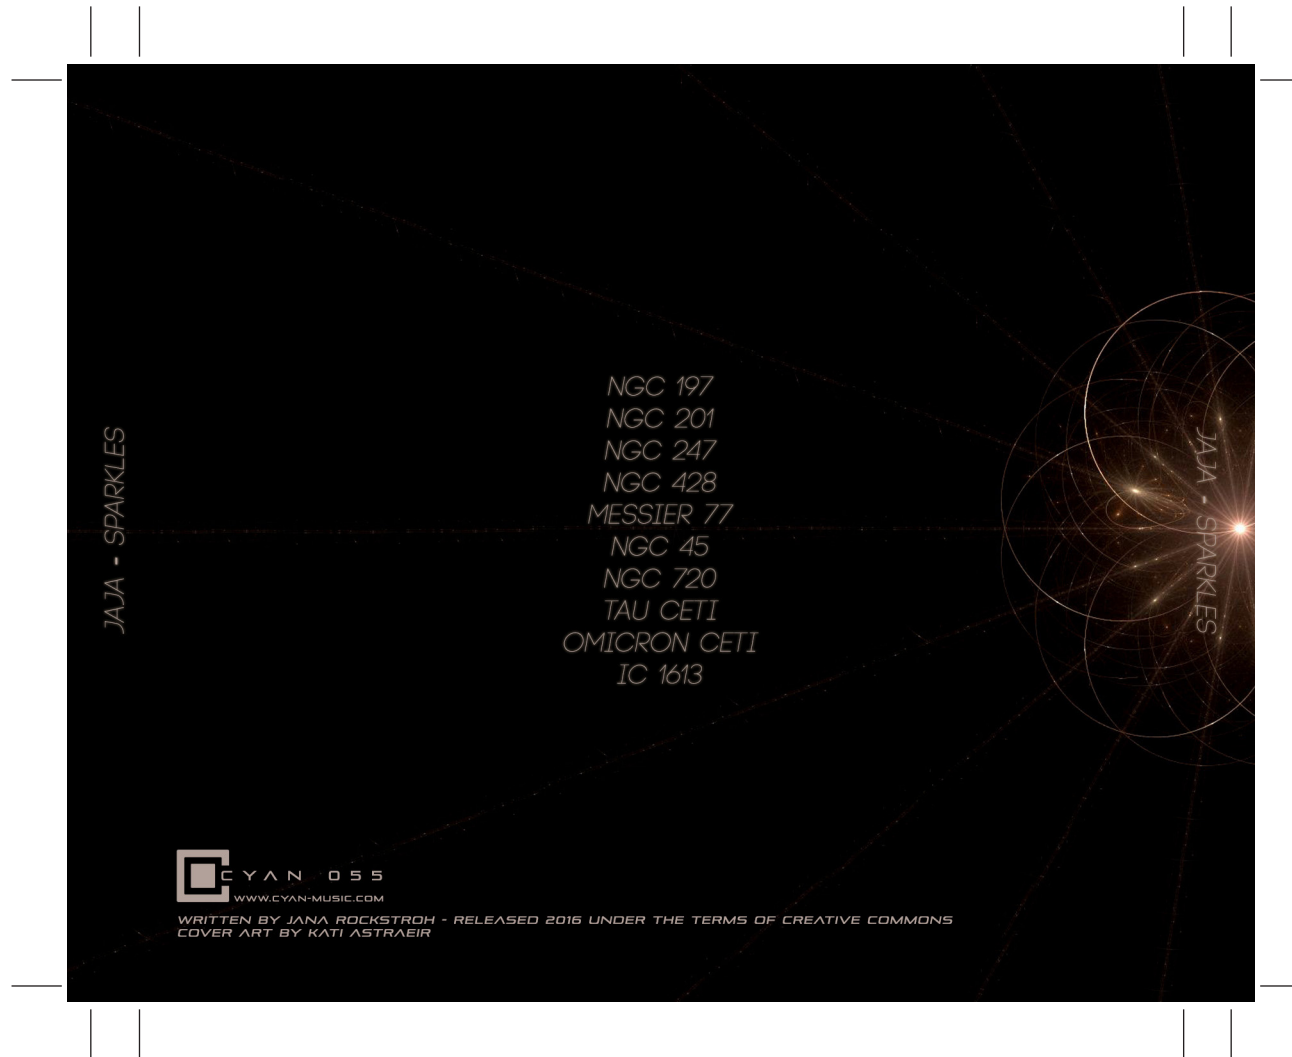 JAJA - SPARKLES
NGC 197
NGC 201
NGC 247
NGC 428
MESSIER 77
NGC 45
NGC 720
TAU CETI
OMICRON CETI
IC 1613
JAJA - SPARKLES
CYAN 055
WWW.CYAN-MUSIC.COM
WRITTEN BY JANA ROCKSTROH - RELEASED 2016 UNDER THE TERMS OF CREATIVE COMMONS
COVER ART BY KATI ASTRAEIR